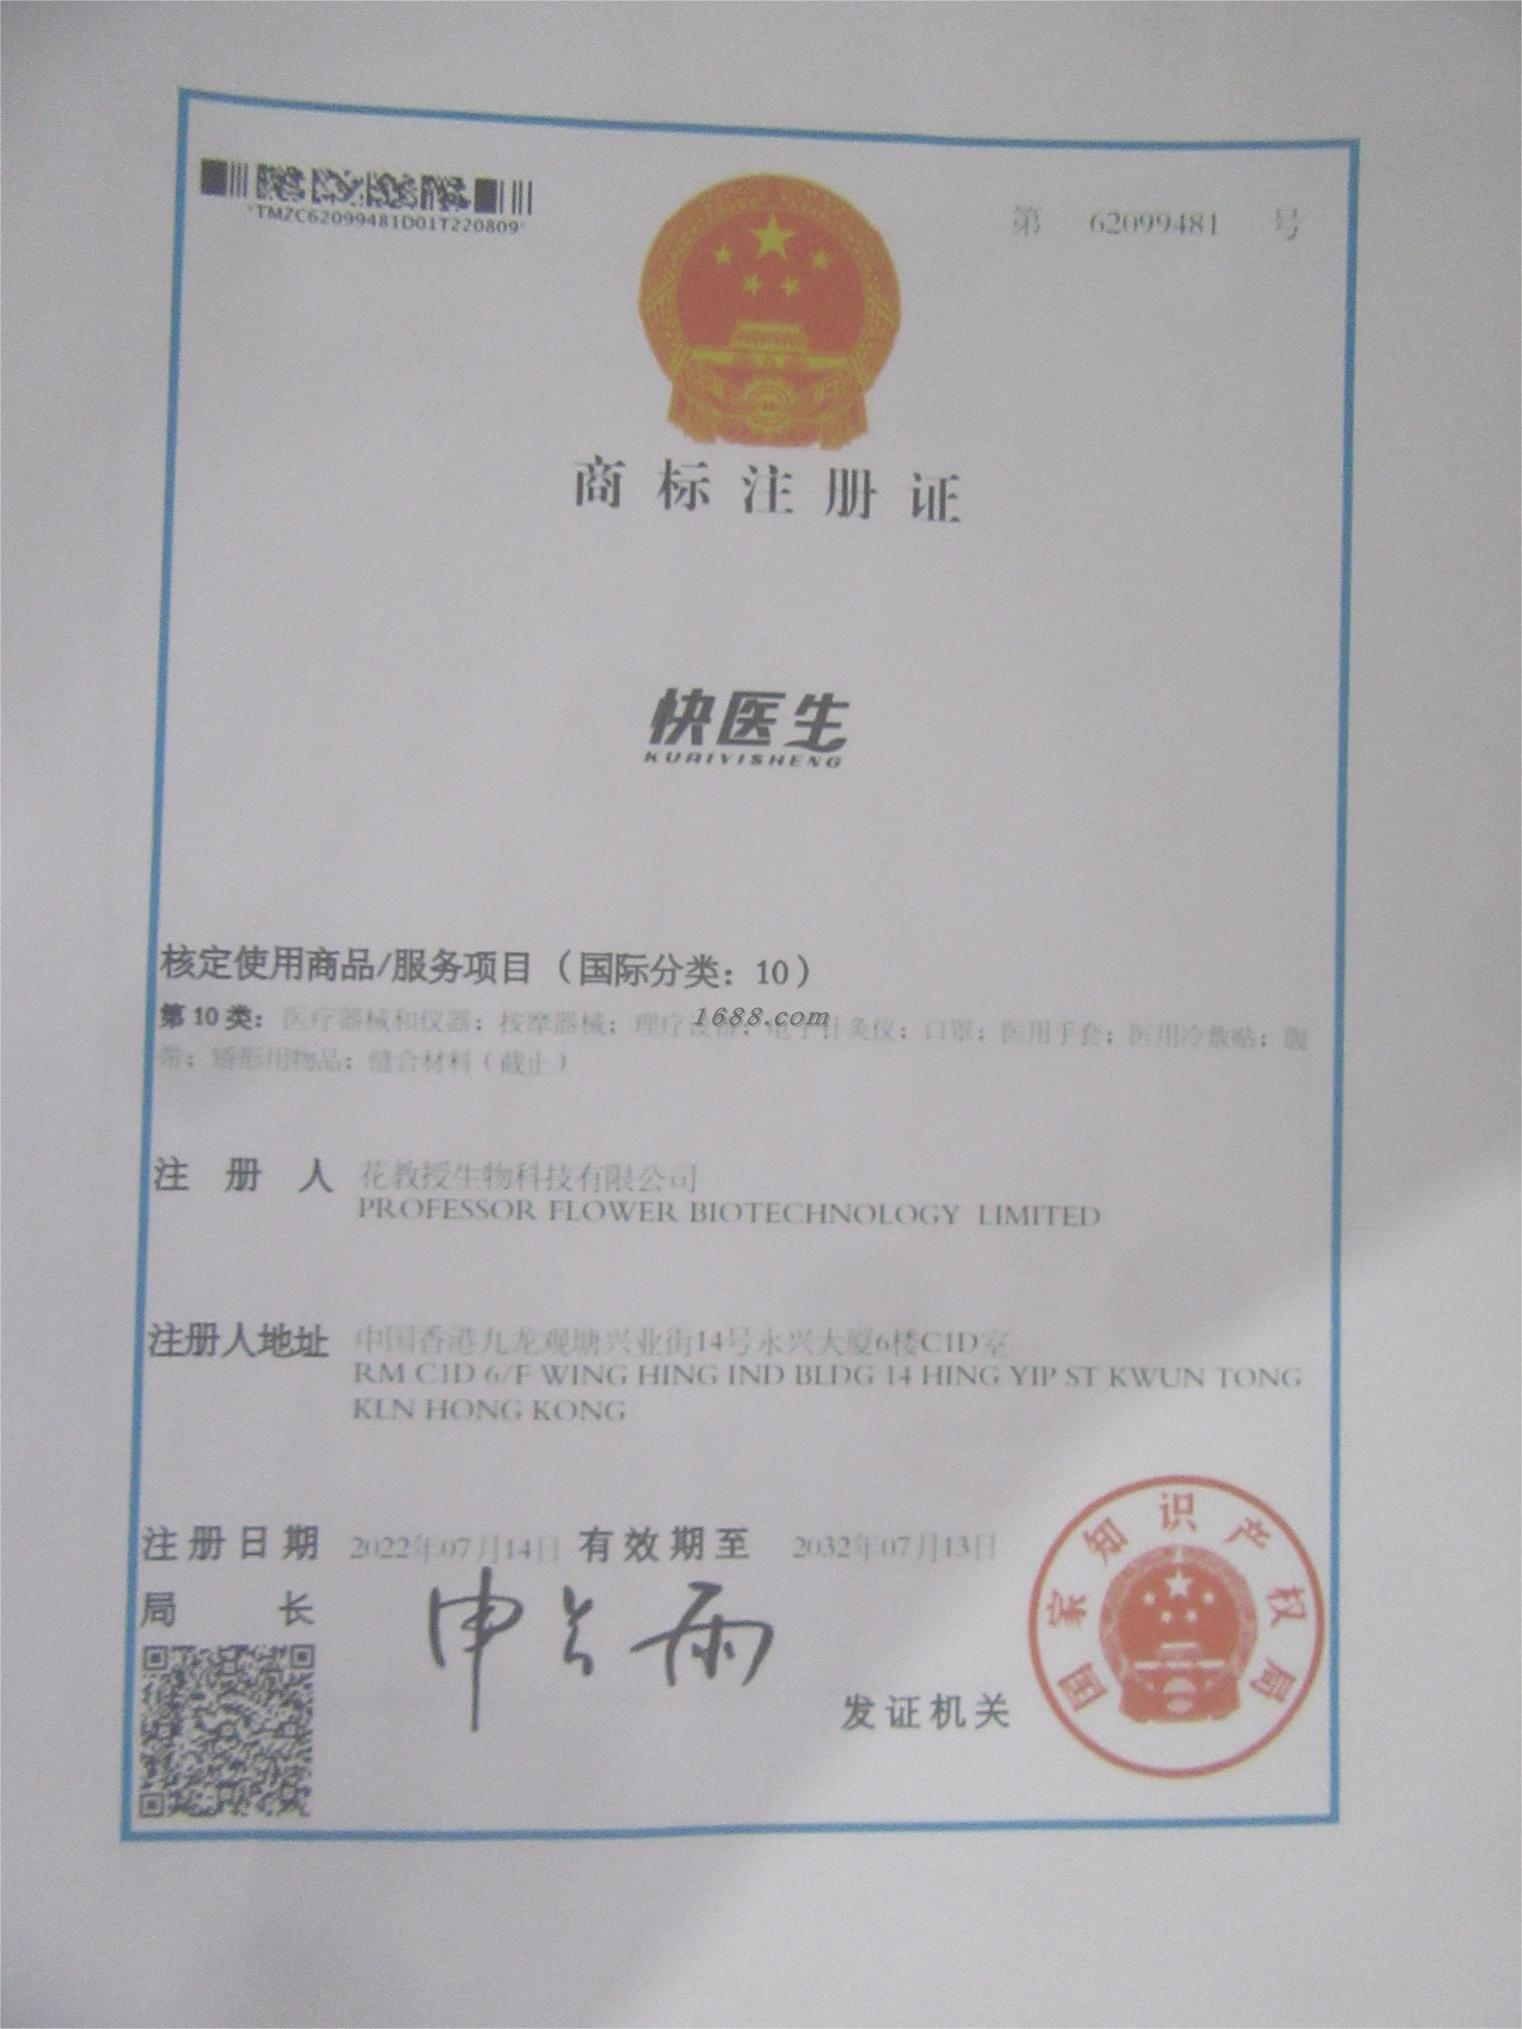 *TMZC62099481D01T220809*
第 62099481 号
商标注册证
快医生
KUAIYISHENG
核定使用商品/服务项目（国际分类：10）
第10类：医疗器械和仪器；按摩器械；理疗设备；电子针灸仪；口罩；医用手套；医用冷敷贴；腹
带；矫形用物品；缝合材料（截止）
1688.com
注册人 花教授生物科技有限公司
PROFESSOR FLOWER BIOTECHNOLOGY LIMITED
注册人地址 中国香港九龙观塘兴业街14号永兴大厦6楼C1D室
RM C1D 6/F WING HING IND BLDG 14 HING YIP ST KWUN TONG
KLN HONG KONG
注册日期 2022年07月14日 有效期至 2032年07月13日
局长 申长雨
发证机关
国家知识产权局